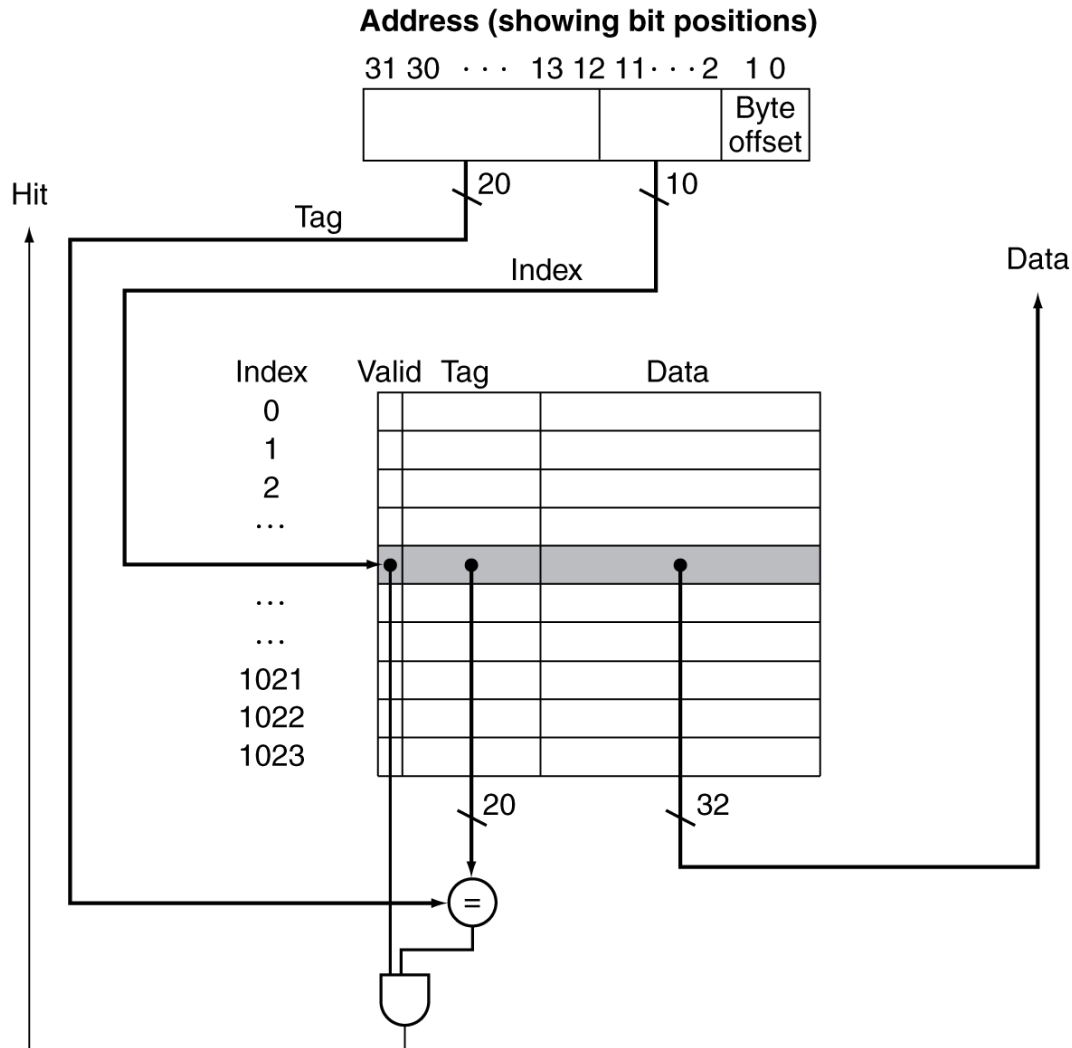 Address (showing bit positions)
31 30 · · · 13 12 11 · · · 2 1 0
Byte
offset
20
10
Hit
Tag
Index
Data
Index Valid Tag Data
0
1
2
...
...
...
1021
1022
1023
20
32
=